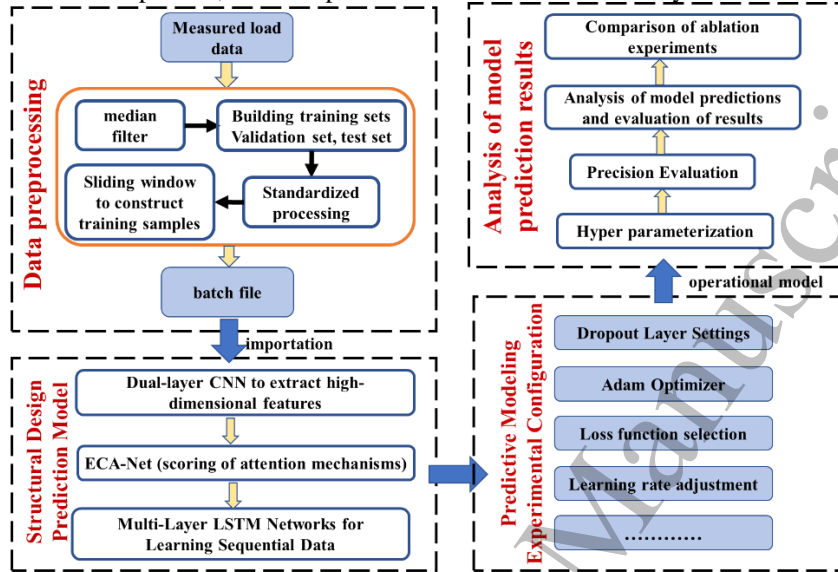 Measured load
data
Data preprocessing
median
filter
Building training sets
Validation set, test set
Sliding window
to construct
training samples
Standardized
processing
batch file
importation
Structural Design
Prediction Model
Dual-layer CNN to extract high-
dimensional features
ECA-Net (scoring of attention mechanisms)
Multi-Layer LSTM Networks for
Learning Sequential Data
Analysis of model
prediction results
Comparison of ablation
experiments
Analysis of model predictions
and evaluation of results
Precision Evaluation
Hyper parameterization
operational model
Predictive Modeling
Experimental Configuration
Dropout Layer Settings
Adam Optimizer
Loss function selection
Learning rate adjustment
…………
Manuscri